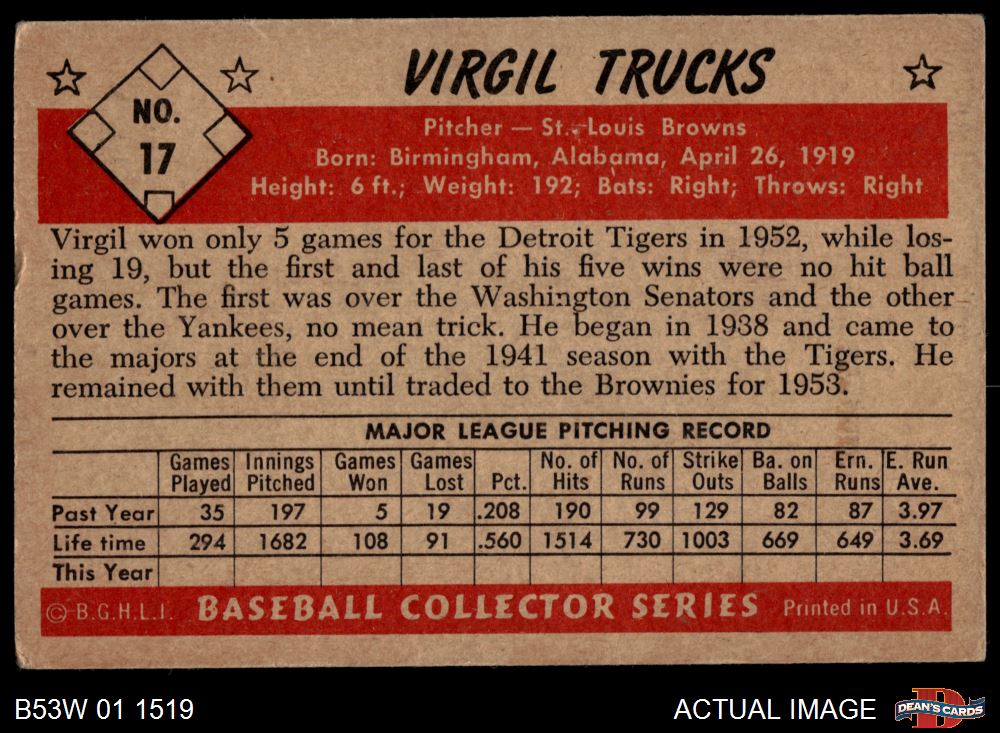 VIRGIL TRUCKS
NO.
17
Pitcher — St. Louis Browns
Born: Birmingham, Alabama, April 26, 1919
Height: 6 ft.; Weight: 192; Bats: Right; Throws: Right
Virgil won only 5 games for the Detroit Tigers in 1952, while los-
ing 19, but the first and last of his five wins were no hit ball
games. The first was over the Washington Senators and the other
over the Yankees, no mean trick. He began in 1938 and came to
the majors at the end of the 1941 season with the Tigers. He
remained with them until traded to the Brownies for 1953.
MAJOR LEAGUE PITCHING RECORD
Games Innings Games Games No. of No. of Strike Ba. on Ern. E. Run
Played Pitched Won Lost Pct. Hits Runs Outs Balls Runs Ave.
Past Year 35 197 5 19 .208 190 99 129 82 87 3.97
Life time 294 1682 108 91 .560 1514 730 1003 669 649 3.69
This Year
© B.G.H.L.I. BASEBALL COLLECTOR SERIES Printed in U.S.A.
B53W 01 1519 ACTUAL IMAGE DEAN'S CARDS